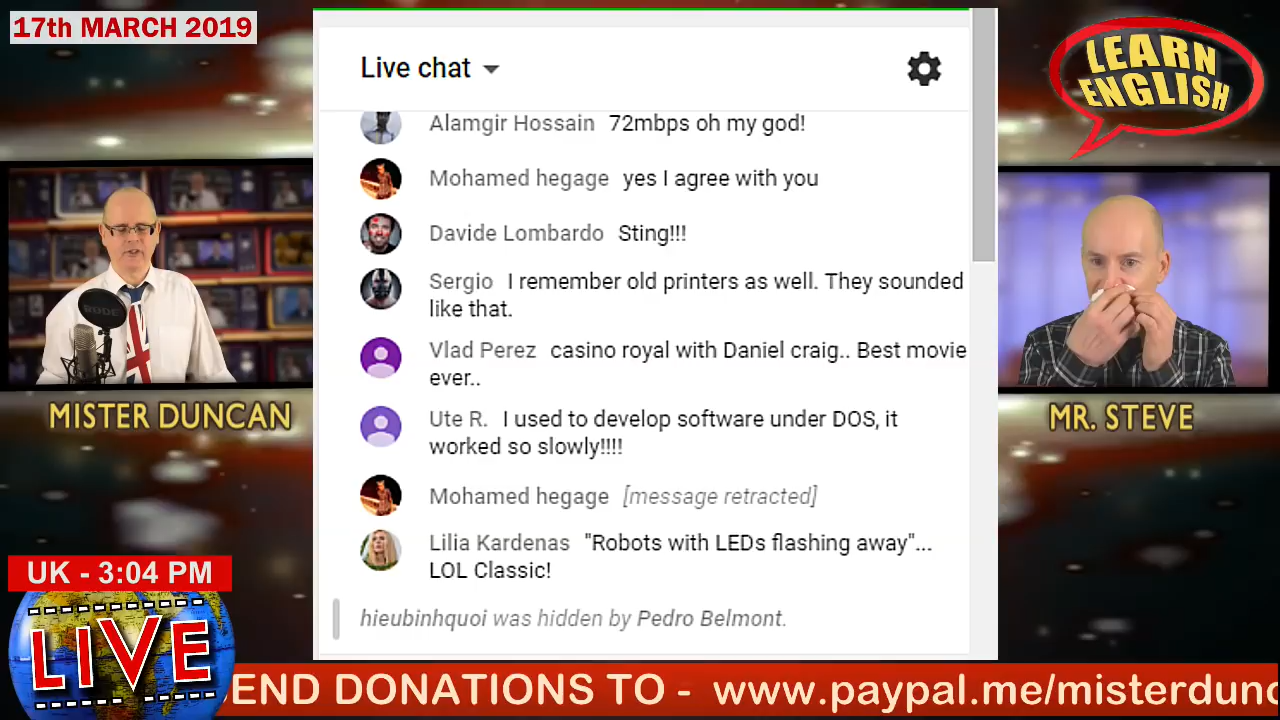 17th MARCH 2019
LEARN
ENGLISH
Live chat
Alamgir Hossain 72mbps oh my god!
Mohamed hegage yes I agree with you
Davide Lombardo Sting!!!
Sergio I remember old printers as well. They sounded
like that.
Vlad Perez casino royal with Daniel craig.. Best movie
ever..
Ute R. I used to develop software under DOS, it
worked so slowly!!!!
Mohamed hegage [message retracted]
Lilia Kardenas "Robots with LEDs flashing away"...
LOL Classic!
hieubinhquoi was hidden by Pedro Belmont.
RODE
MISTER DUNCAN
MR. STEVE
UK - 3:04 PM
LIVE
END DONATIONS TO - www.paypal.me/misterdunc